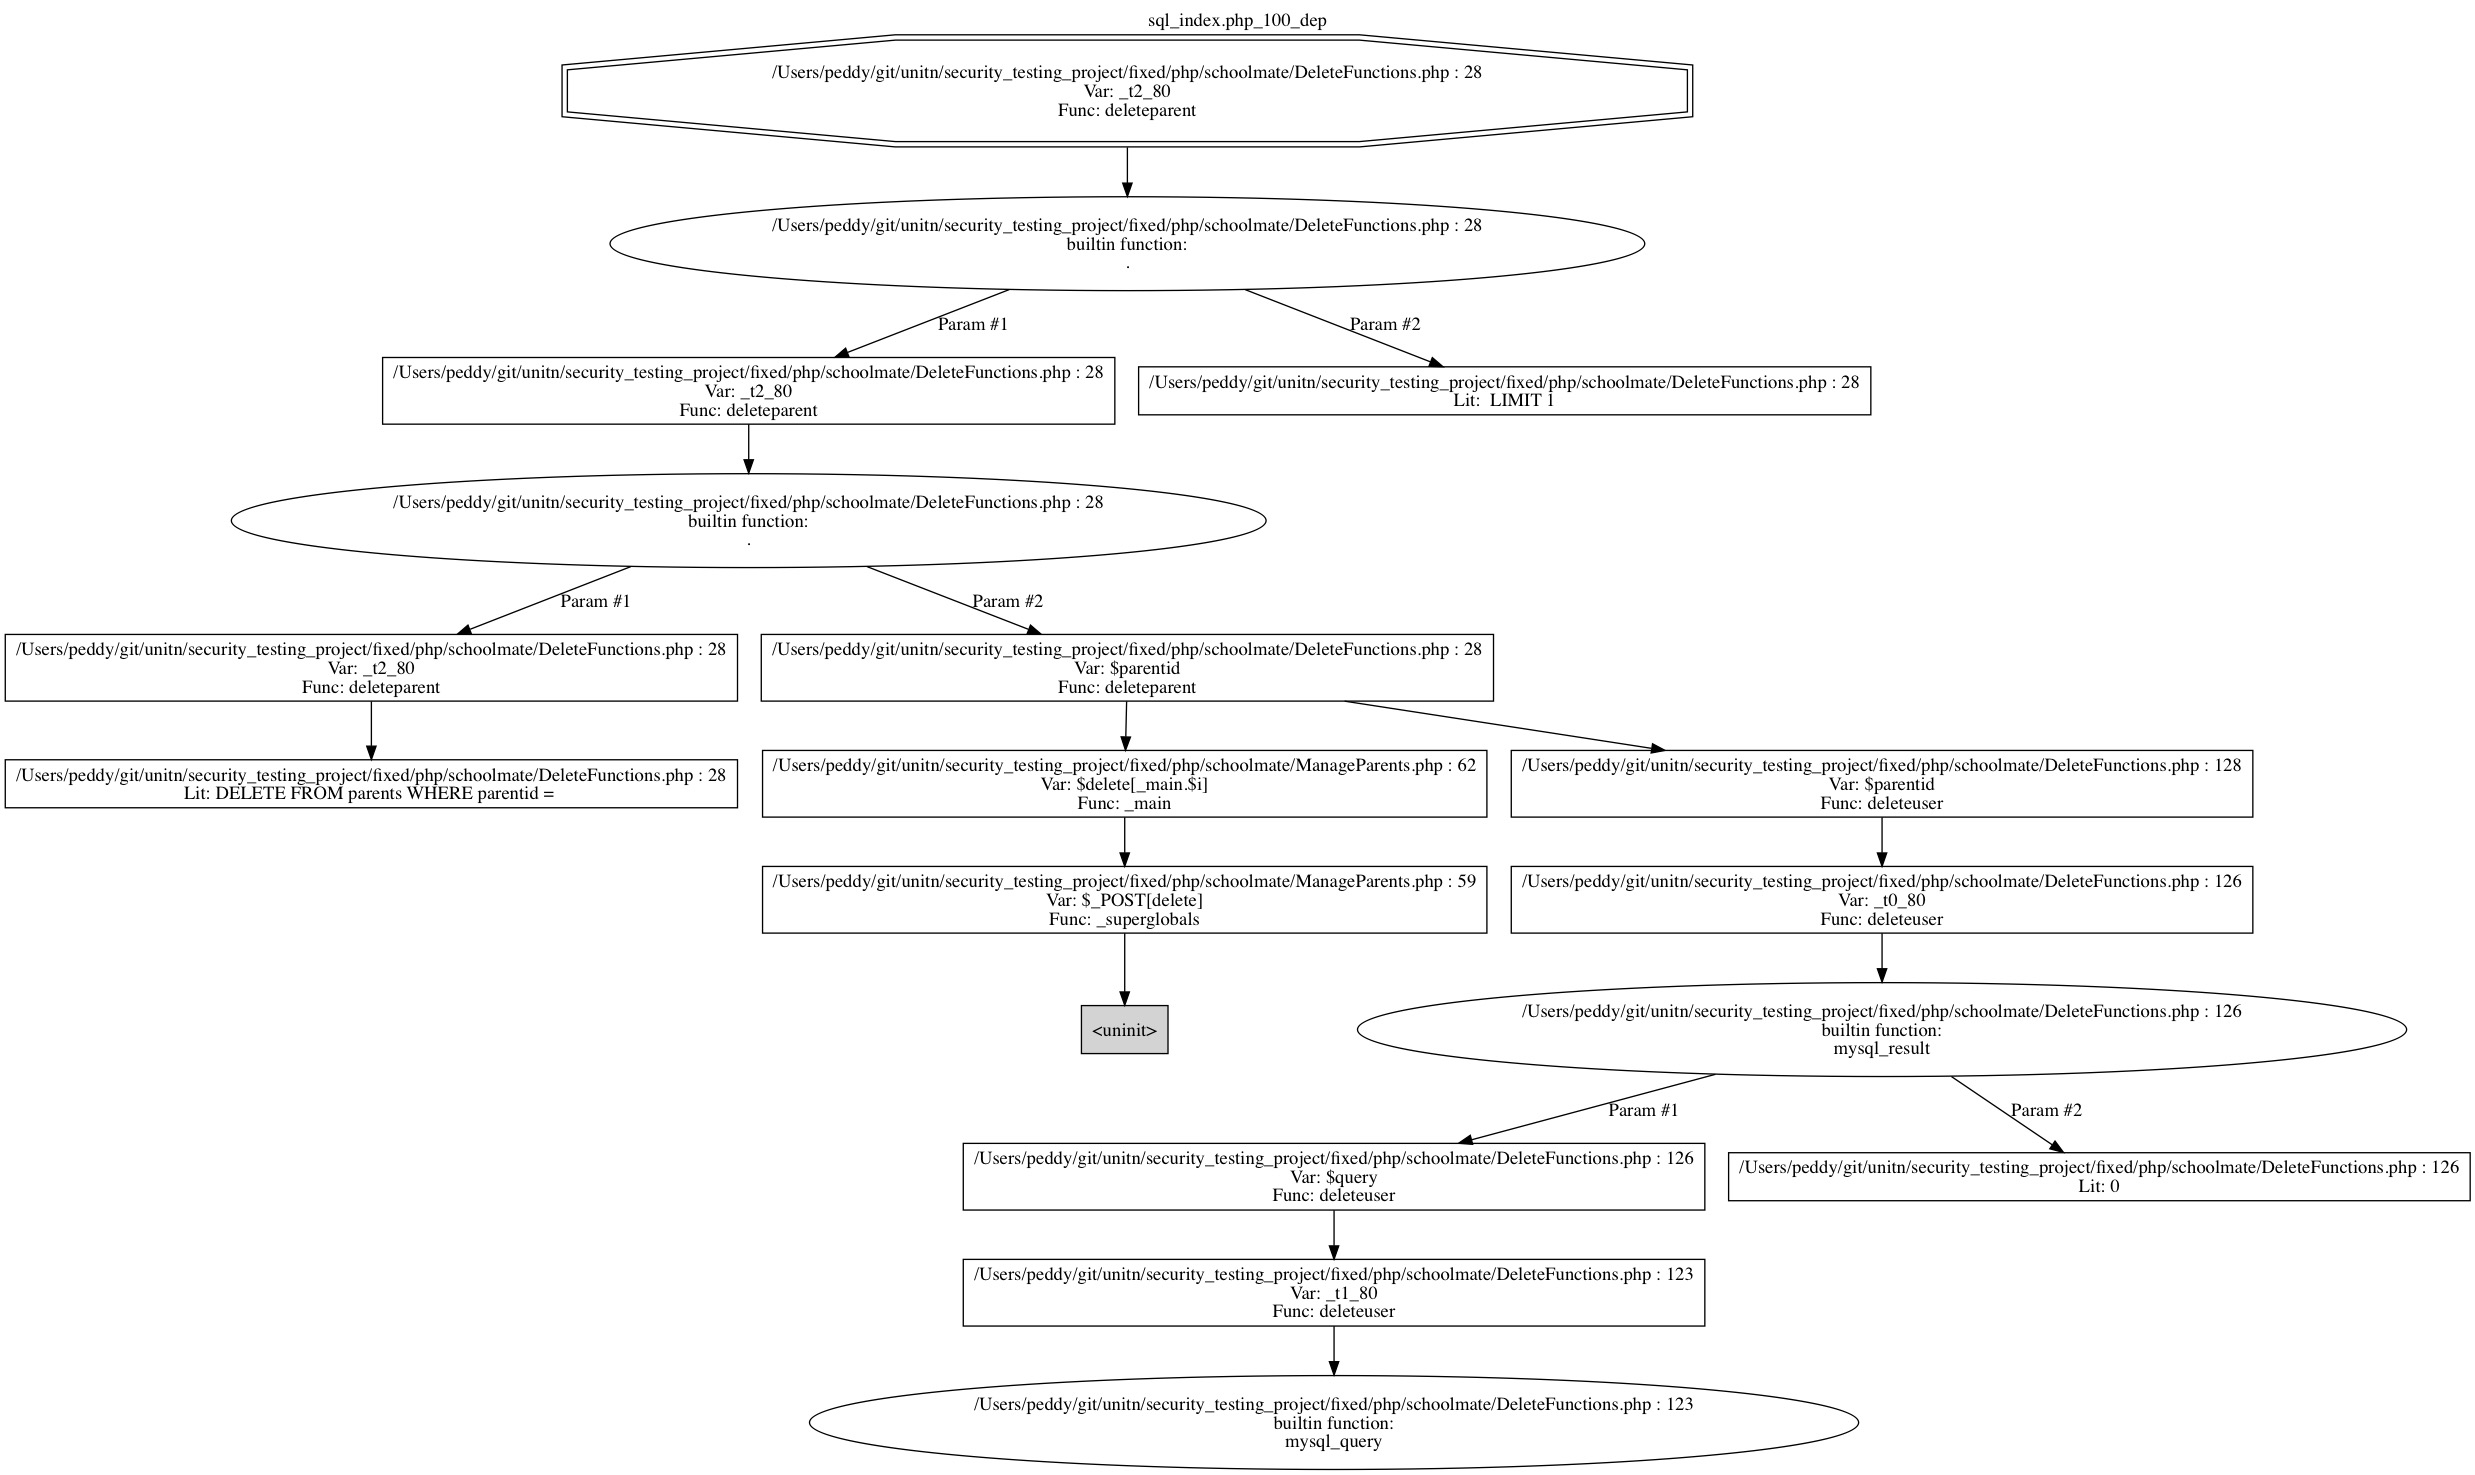 sql_index.php_100_dep
/Users/peddy/git/unitn/security_testing_project/fixed/php/schoolmate/DeleteFunctions.php : 28
Var: _t2_80
Func: deleteparent
/Users/peddy/git/unitn/security_testing_project/fixed/php/schoolmate/DeleteFunctions.php : 28
builtin function:
.
Param #1
Param #2
/Users/peddy/git/unitn/security_testing_project/fixed/php/schoolmate/DeleteFunctions.php : 28
Var: _t2_80
Func: deleteparent
/Users/peddy/git/unitn/security_testing_project/fixed/php/schoolmate/DeleteFunctions.php : 28
Lit:  LIMIT 1
/Users/peddy/git/unitn/security_testing_project/fixed/php/schoolmate/DeleteFunctions.php : 28
builtin function:
.
Param #1
Param #2
/Users/peddy/git/unitn/security_testing_project/fixed/php/schoolmate/DeleteFunctions.php : 28
Var: _t2_80
Func: deleteparent
/Users/peddy/git/unitn/security_testing_project/fixed/php/schoolmate/DeleteFunctions.php : 28
Var: $parentid
Func: deleteparent
/Users/peddy/git/unitn/security_testing_project/fixed/php/schoolmate/DeleteFunctions.php : 28
Lit: DELETE FROM parents WHERE parentid =
/Users/peddy/git/unitn/security_testing_project/fixed/php/schoolmate/ManageParents.php : 62
Var: $delete[_main.$i]
Func: _main
/Users/peddy/git/unitn/security_testing_project/fixed/php/schoolmate/DeleteFunctions.php : 128
Var: $parentid
Func: deleteuser
/Users/peddy/git/unitn/security_testing_project/fixed/php/schoolmate/ManageParents.php : 59
Var: $_POST[delete]
Func: _superglobals
/Users/peddy/git/unitn/security_testing_project/fixed/php/schoolmate/DeleteFunctions.php : 126
Var: _t0_80
Func: deleteuser
<uninit>
/Users/peddy/git/unitn/security_testing_project/fixed/php/schoolmate/DeleteFunctions.php : 126
builtin function:
mysql_result
Param #1
Param #2
/Users/peddy/git/unitn/security_testing_project/fixed/php/schoolmate/DeleteFunctions.php : 126
Var: $query
Func: deleteuser
/Users/peddy/git/unitn/security_testing_project/fixed/php/schoolmate/DeleteFunctions.php : 126
Lit: 0
/Users/peddy/git/unitn/security_testing_project/fixed/php/schoolmate/DeleteFunctions.php : 123
Var: _t1_80
Func: deleteuser
/Users/peddy/git/unitn/security_testing_project/fixed/php/schoolmate/DeleteFunctions.php : 123
builtin function:
mysql_query